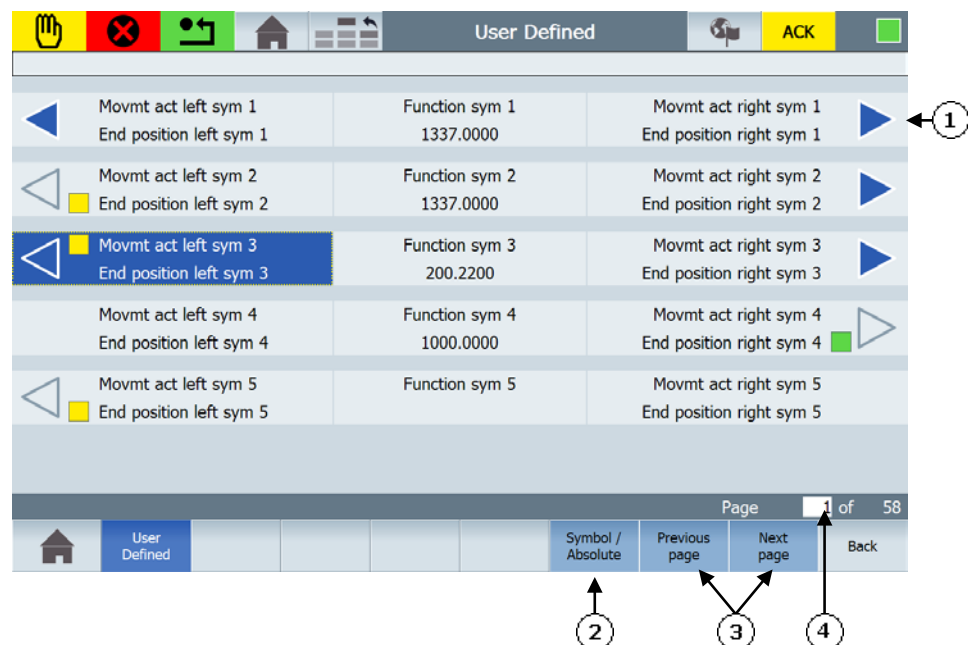 User Defined
ACK
Movmt act left sym 1
Function sym 1
Movmt act right sym 1
End position left sym 1
1337.0000
End position right sym 1
1
Movmt act left sym 2
Function sym 2
Movmt act right sym 2
End position left sym 2
1337.0000
End position right sym 2
Movmt act left sym 3
Function sym 3
Movmt act right sym 3
End position left sym 3
200.2200
End position right sym 3
Movmt act left sym 4
Function sym 4
Movmt act right sym 4
End position left sym 4
1000.0000
End position right sym 4
Movmt act left sym 5
Function sym 5
Movmt act right sym 5
End position left sym 5
End position right sym 5
Page 1 of 58
User
Defined
Symbol /
Absolute
Previous
page
Next
page
Back
2
3
4